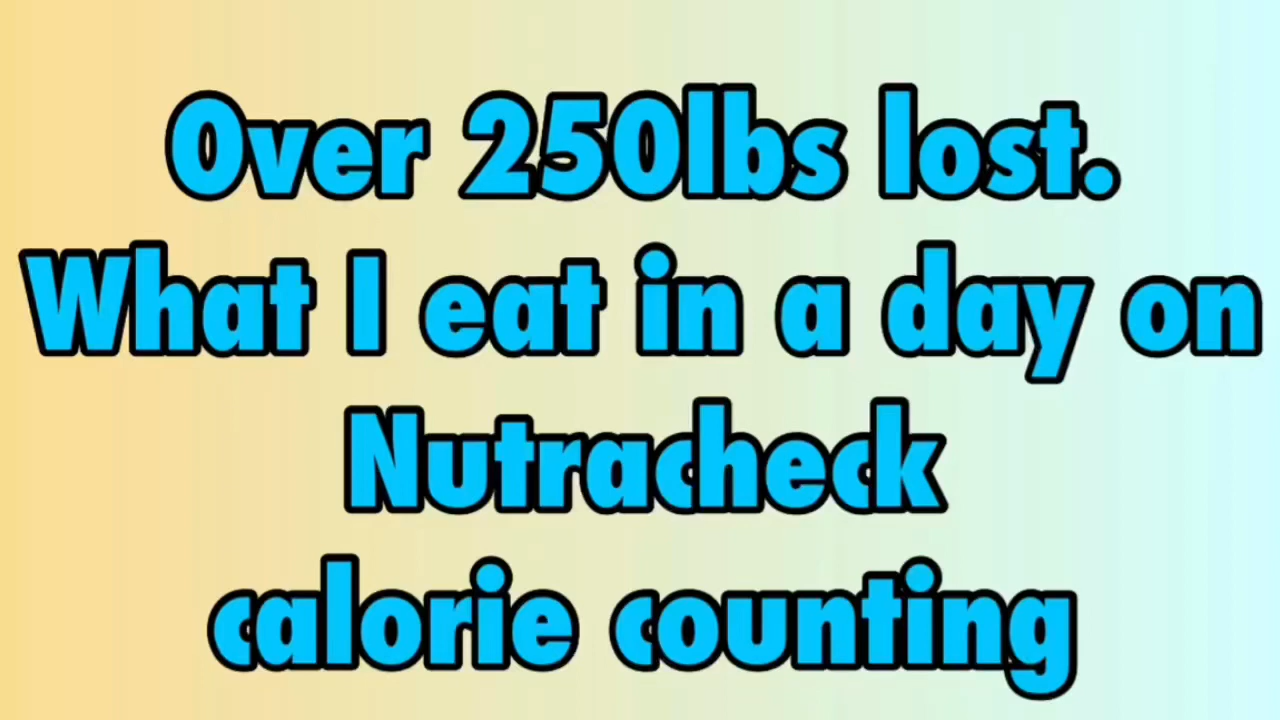 Over 250lbs lost.
What I eat in a day on
Nutracheck
calorie counting